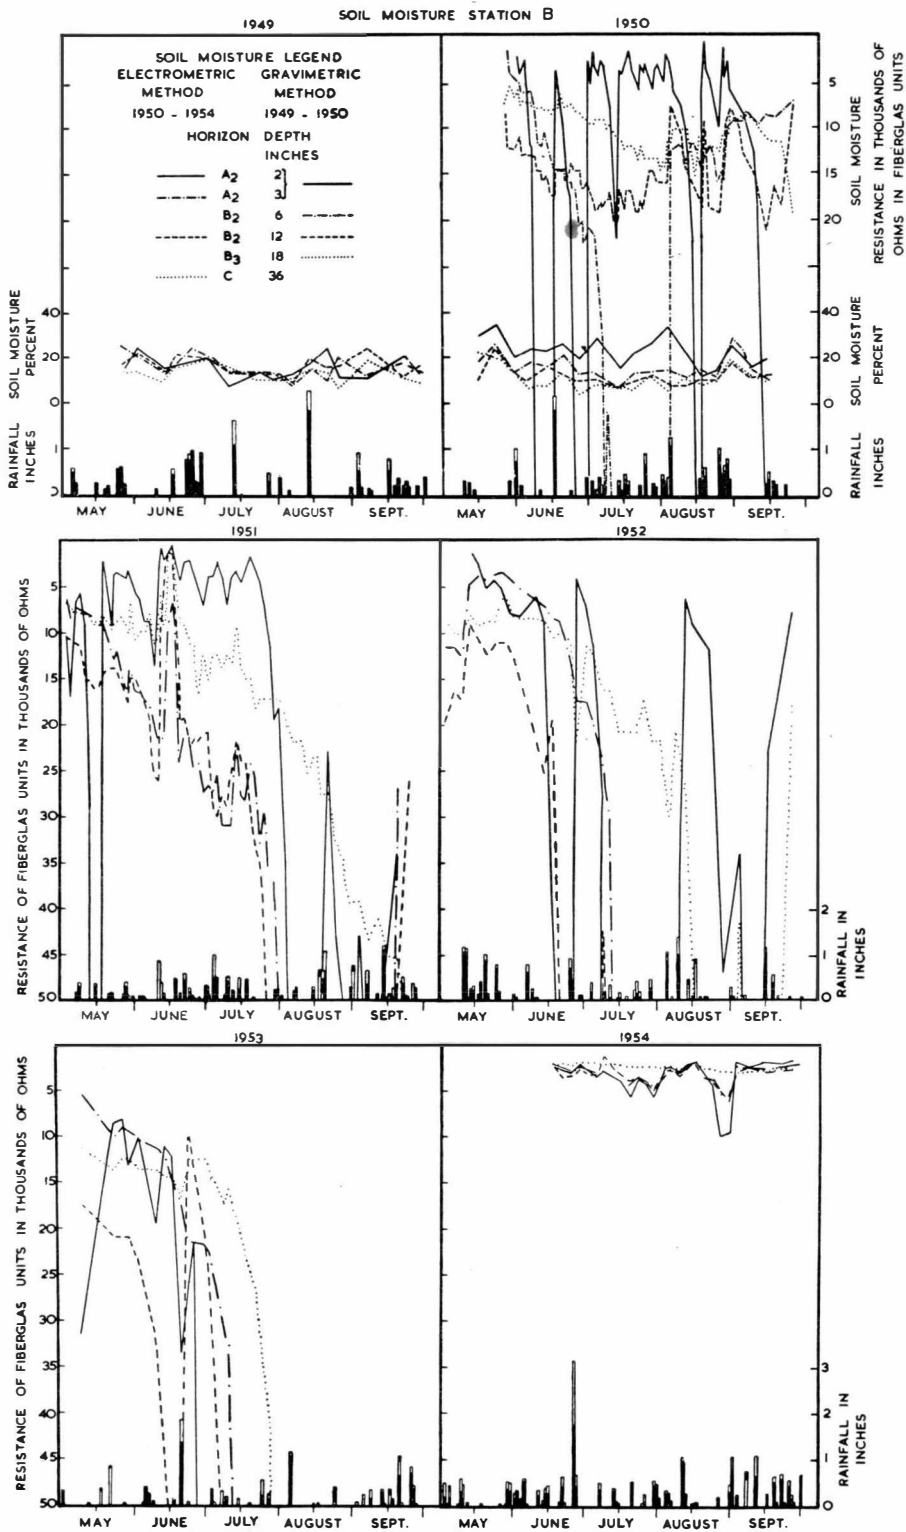 SOIL MOISTURE STATION B
1949
1950
SOIL MOISTURE LEGEND
ELECTROMETRIC GRAVIMETRIC
METHOD METHOD
1950 - 1954 1949 - 1950
HORIZON DEPTH
INCHES
A2 2
A2 3
B2 6
B2 12
B3 18
C 36
SOIL MOISTURE
PERCENT
40
20
0
RAINFALL
INCHES
1
0
5
10
15
20
SOIL MOISTURE
RESISTANCE IN THOUSANDS OF
OHMS IN FIBERGLAS UNITS
40
20
0
SOIL MOISTURE
PERCENT
1
0
RAINFALL
INCHES
MAY JUNE JULY AUGUST SEPT.
MAY JUNE JULY AUGUST SEPT.
1951
1952
RESISTANCE OF FIBERGLAS UNITS IN THOUSANDS OF OHMS
5
10
15
20
25
30
35
40
45
50
2
1
0
RAINFALL IN
INCHES
MAY JUNE JULY AUGUST SEPT.
MAY JUNE JULY AUGUST SEPT.
1953
1954
RESISTANCE OF FIBERGLAS UNITS IN THOUSANDS OF OHMS
5
10
15
20
25
30
35
40
45
50
3
2
1
0
RAINFALL IN
INCHES
MAY JUNE JULY AUGUST SEPT.
MAY JUNE JULY AUGUST SEPT.